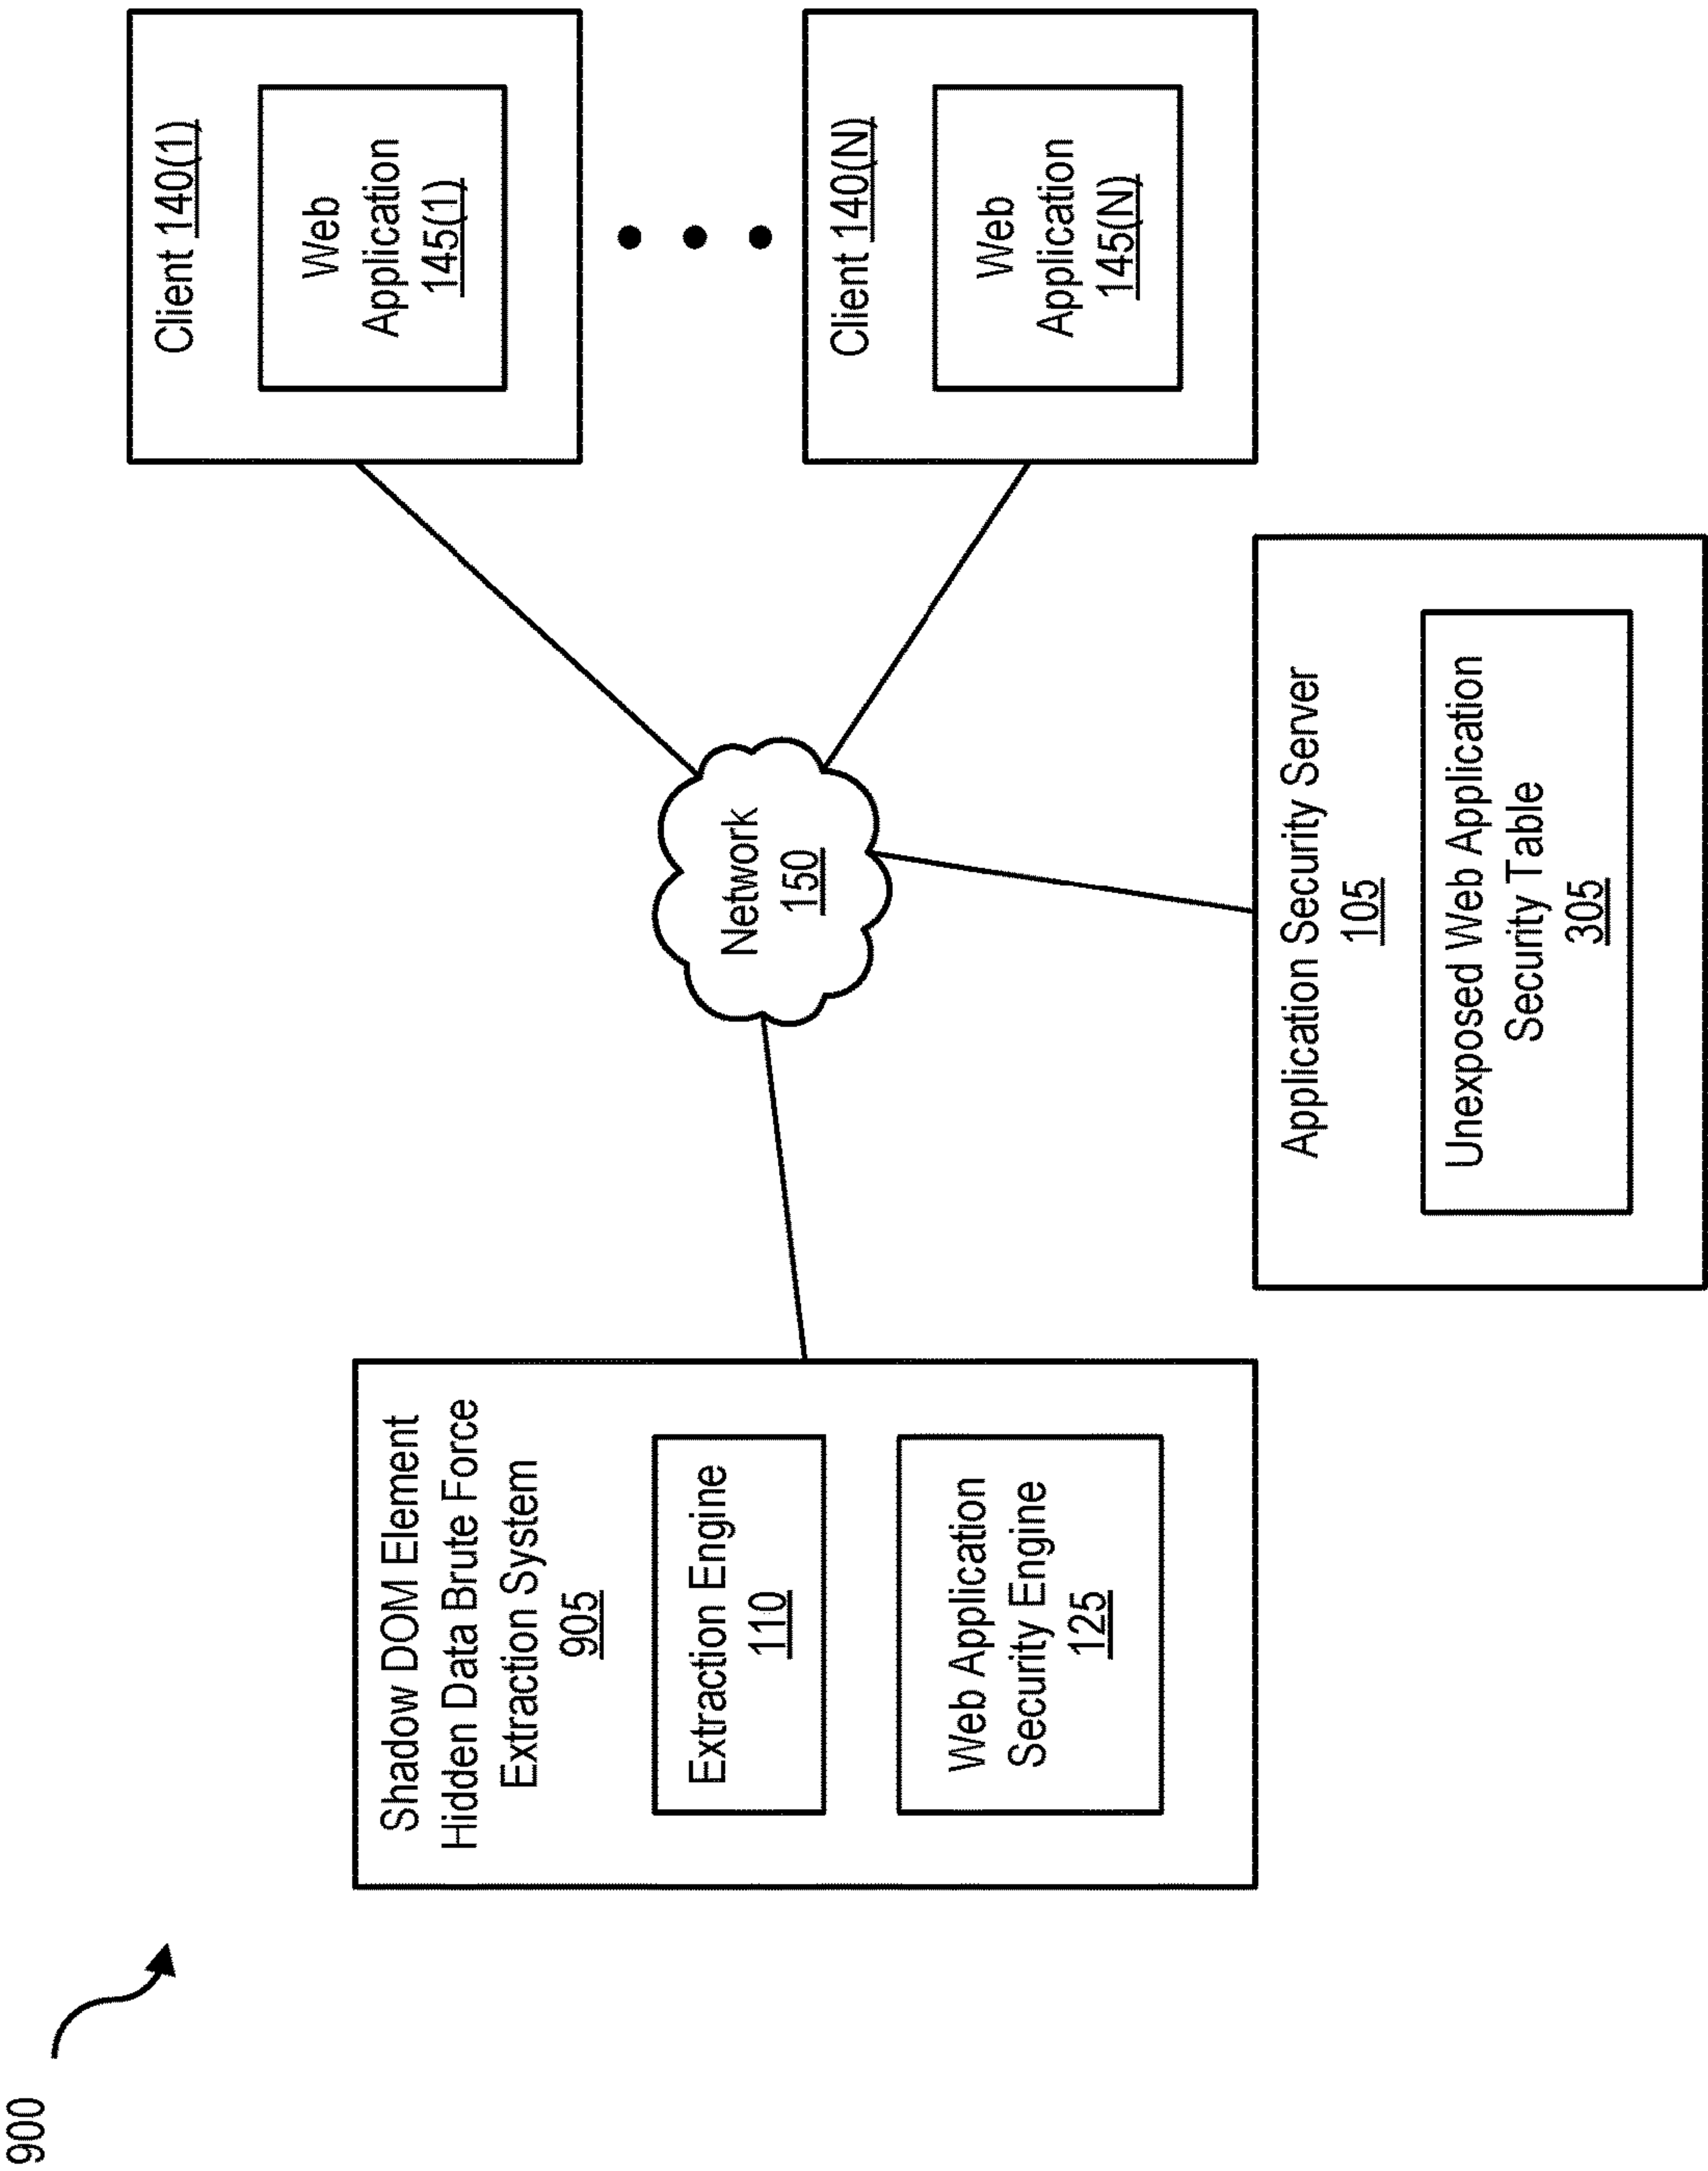 900
Shadow DOM Element
Hidden Data Brute Force
Extraction System
905
Extraction Engine
110
Web Application
Security Engine
125
Network
150
Client 140(1)
Web
Application
145(1)
Client 140(N)
Web
Application
145(N)
Application Security Server
105
Unexposed Web Application
Security Table
305